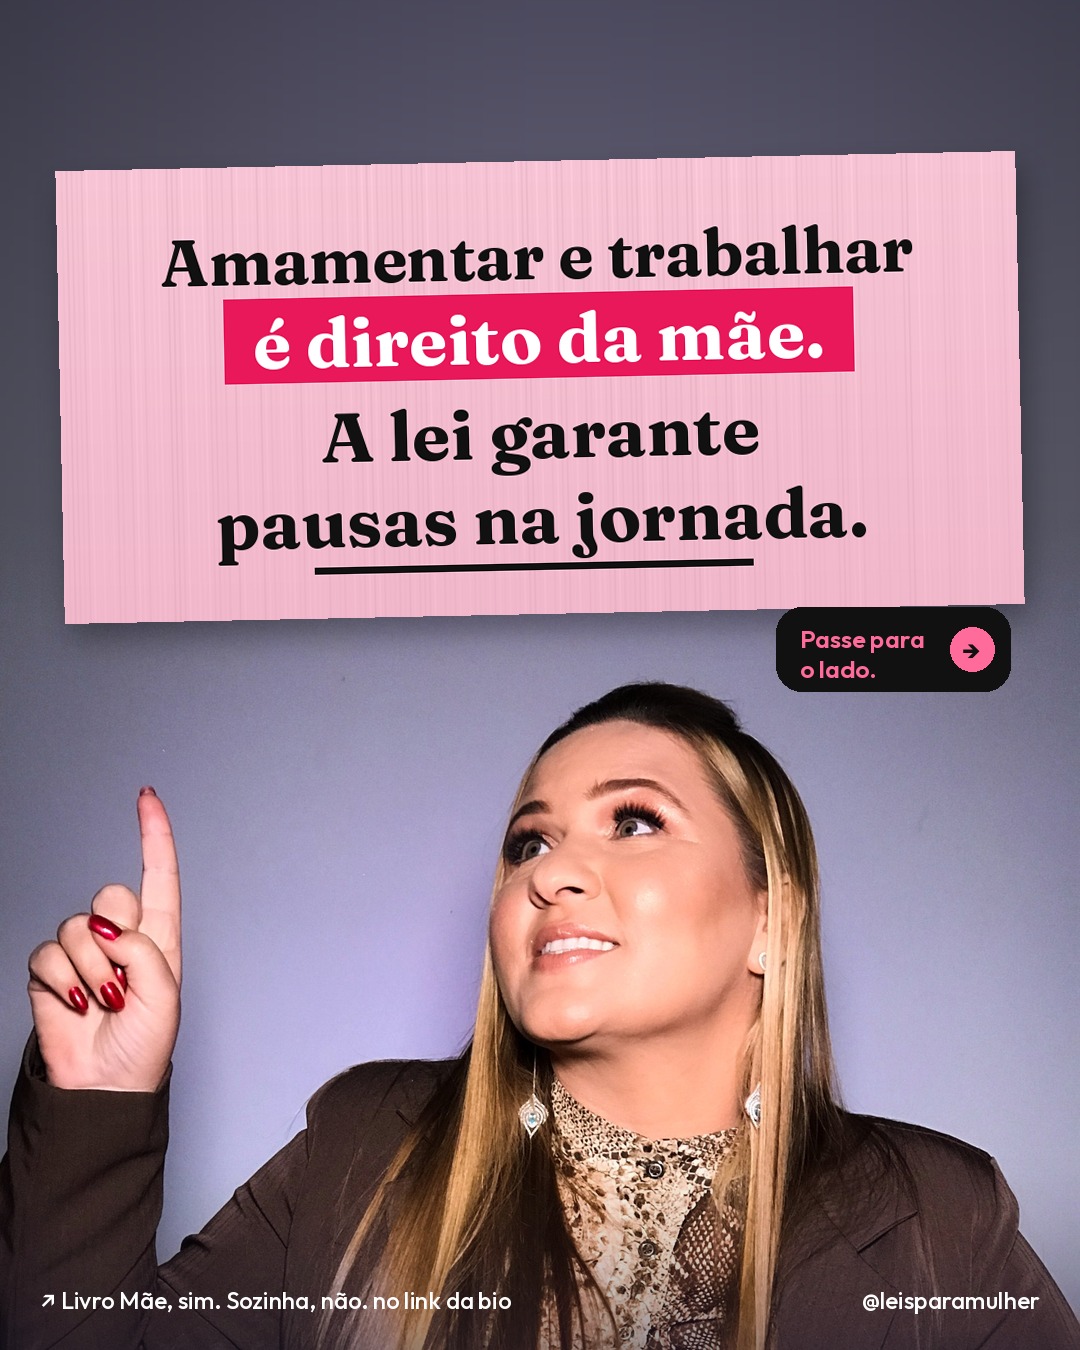 Amamentar e trabalhar
é direito da mãe.
A lei garante
pausas na jornada.
Passe para
o lado.
↗ Livro Mãe, sim. Sozinha, não. no link da bio
@leisparamulher